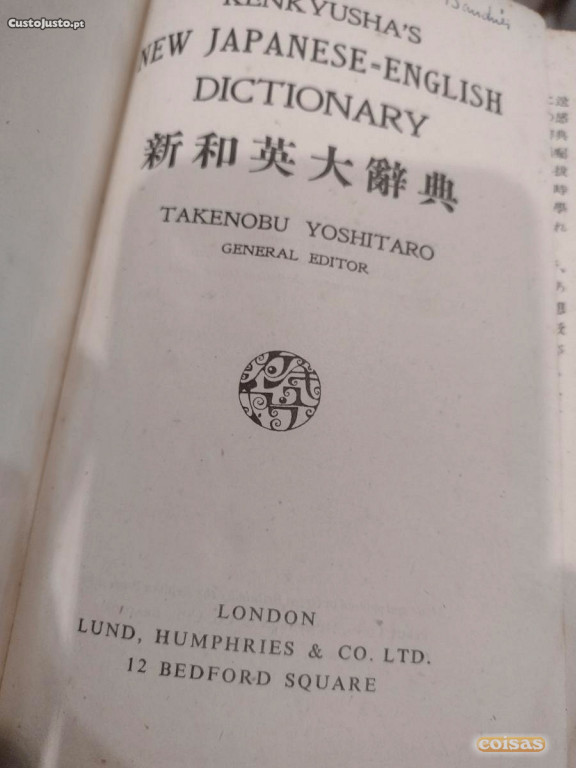 CustoJusto.pt
KENKYUSHA'S
NEW JAPANESE=ENGLISH
DICTIONARY
新和英大辭典
TAKENOBU YOSHITARO
GENERAL EDITOR
LONDON
LUND, HUMPHRIES & CO. LTD.
12 BEDFORD SQUARE
coisas